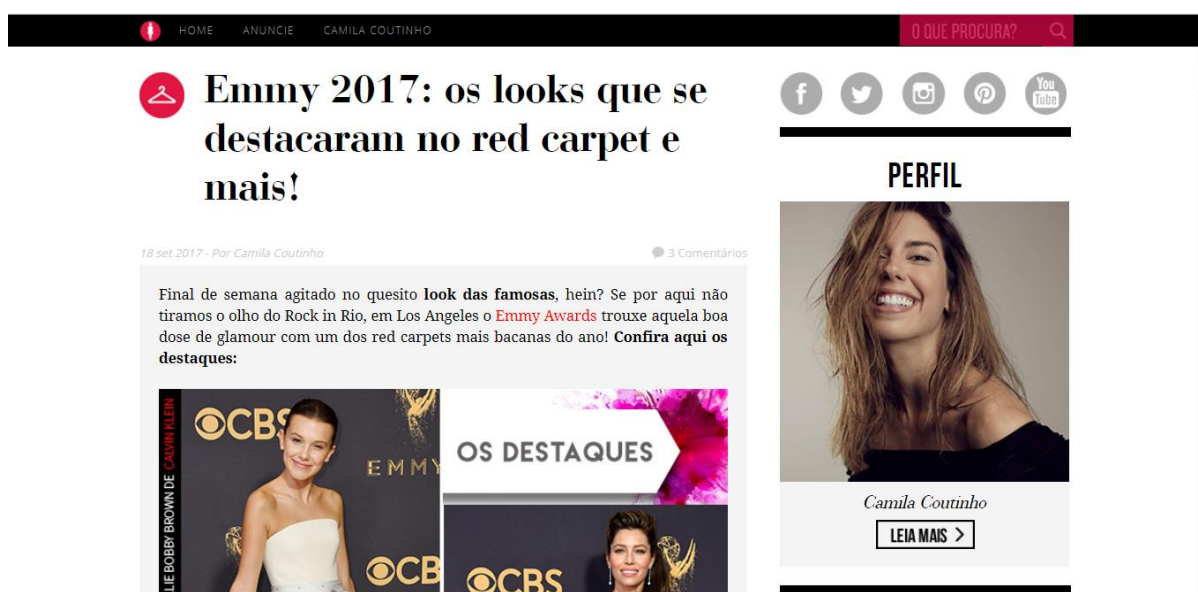 HOME ANUNCIE CAMILA COUTINHO O QUE PROCURA?
Emmy 2017: os looks que se
destacaram no red carpet e
mais!
18 set 2017 - Por Camila Coutinho 3 Comentários
Final de semana agitado no quesito look das famosas, hein? Se por aqui não
tiramos o olho do Rock in Rio, em Los Angeles o Emmy Awards trouxe aquela boa
dose de glamour com um dos red carpets mais bacanas do ano! Confira aqui os
destaques:
LIE BOBBY BROWN DE CALVIN KLEIN
CBS
EMMY
OS DESTAQUES
CBS
You
Tube
PERFIL
Camila Coutinho
LEIA MAIS >